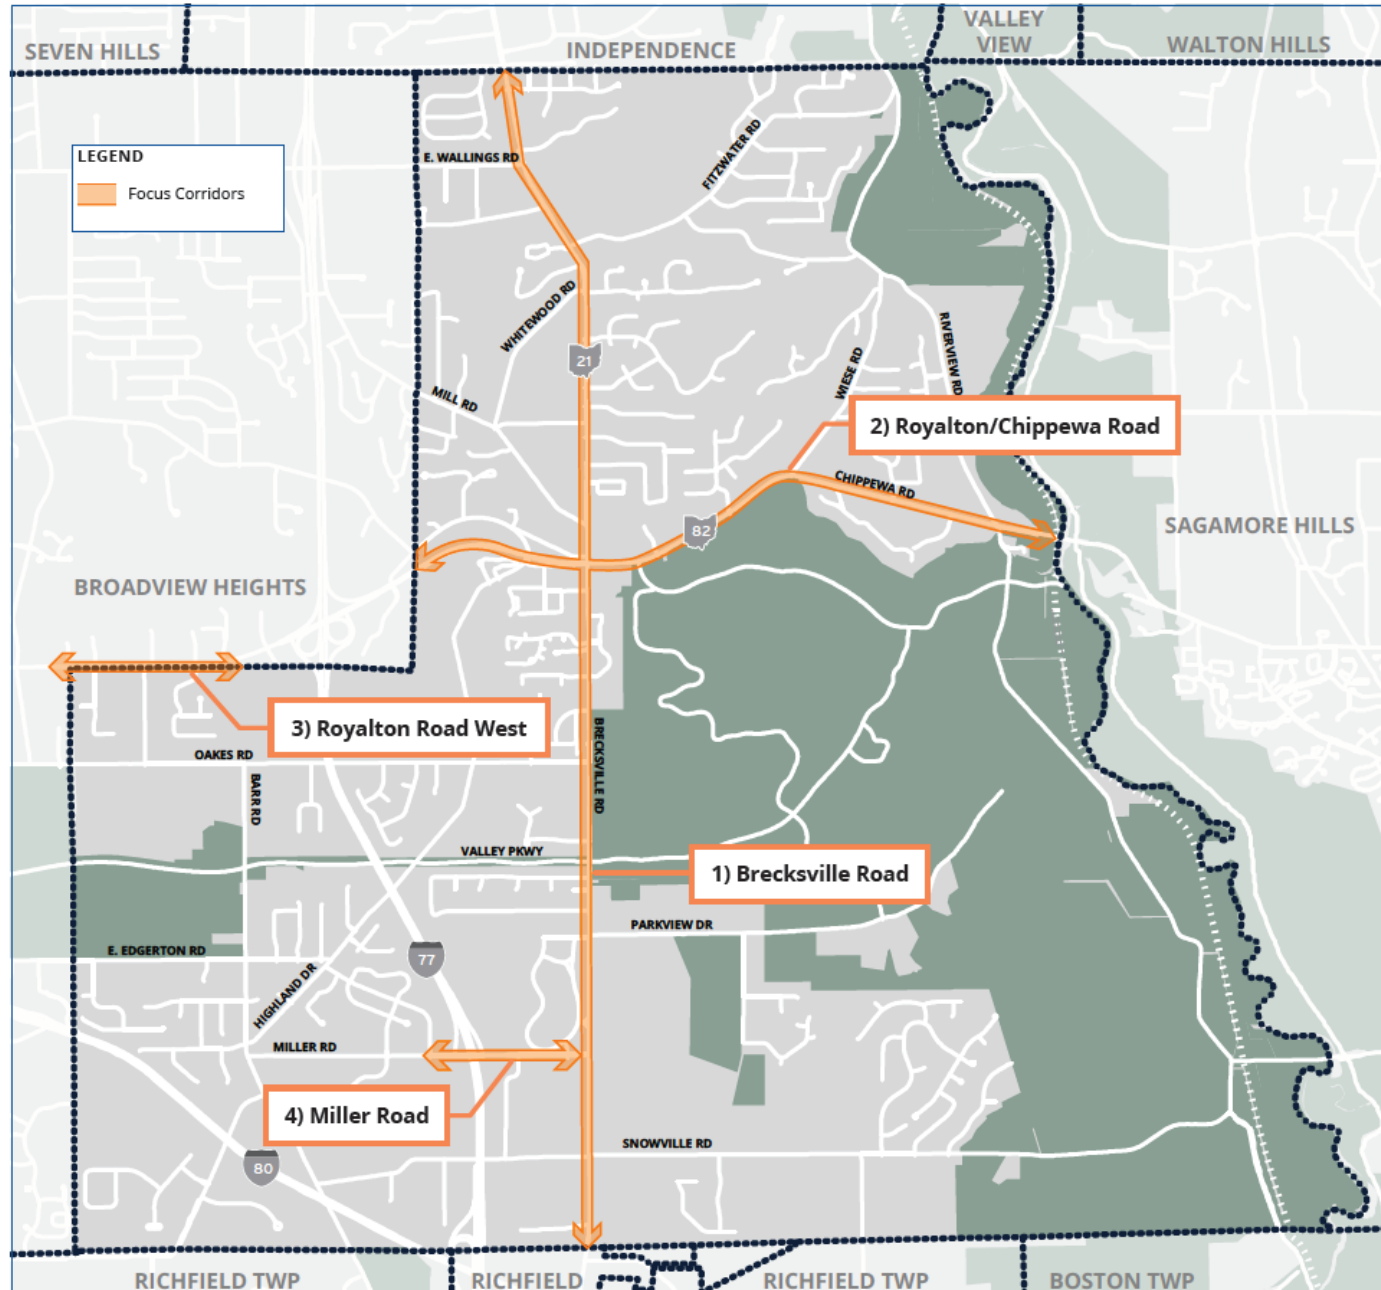 VALLEY
VIEW
SEVEN HILLS
INDEPENDENCE
WALTON HILLS
LEGEND
Focus Corridors
E. WALLINGS RD
FITZWATER RD
WHITEWOOD RD
21
RIVERVIEW RD
WIESE RD
MILL RD
2) Royalton/Chippewa Road
CHIPPEWA RD
82
SAGAMORE HILLS
BROADVIEW HEIGHTS
3) Royalton Road West
OAKES RD
BARR RD
BRECKSVILLE RD
VALLEY PKWY
1) Brecksville Road
PARKVIEW DR
E. EDGERTON RD
77
HIGHLAND DR
MILLER RD
4) Miller Road
SNOWVILLE RD
80
RICHFIELD TWP
RICHFIELD
RICHFIELD TWP
BOSTON TWP